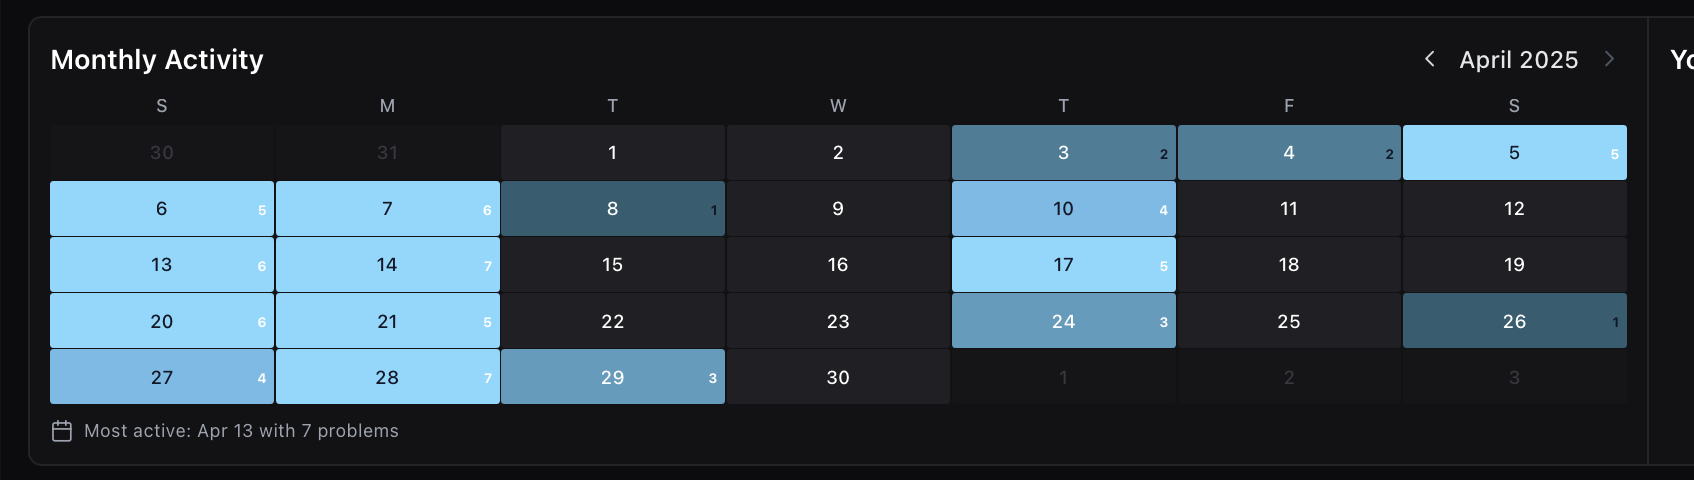 Monthly Activity
< April 2025 >
Yo
S M T W T F S
30 31 1 2 3 2 4 2 5 5
6 5 7 6 8 1 9 10 4 11 12
13 6 14 7 15 16 17 5 18 19
20 6 21 5 22 23 24 3 25 26 1
27 4 28 7 29 3 30 1 2 3
Most active: Apr 13 with 7 problems